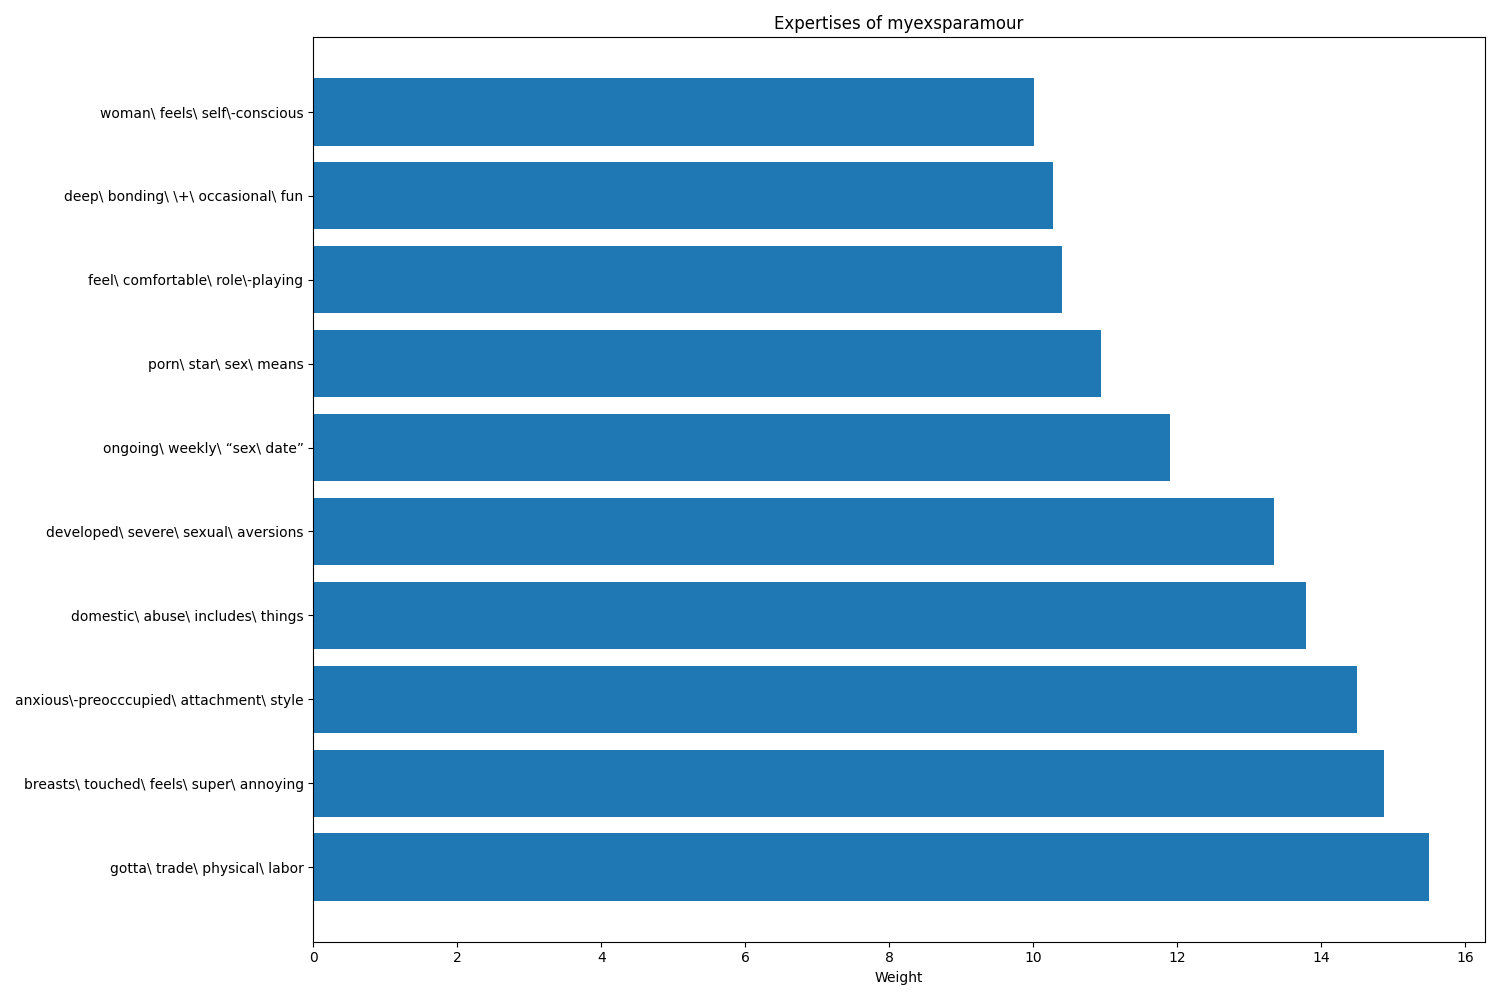 Expertises of myexsparamour
woman\ feels\ self\-conscious
deep\ bonding\ \+\ occasional\ fun
feel\ comfortable\ role\-playing
porn\ star\ sex\ means
ongoing\ weekly\ “sex\ date”
developed\ severe\ sexual\ aversions
domestic\ abuse\ includes\ things
anxious\-preocccupied\ attachment\ style
breasts\ touched\ feels\ super\ annoying
gotta\ trade\ physical\ labor
0 2 4 6 8 10 12 14 16
Weight